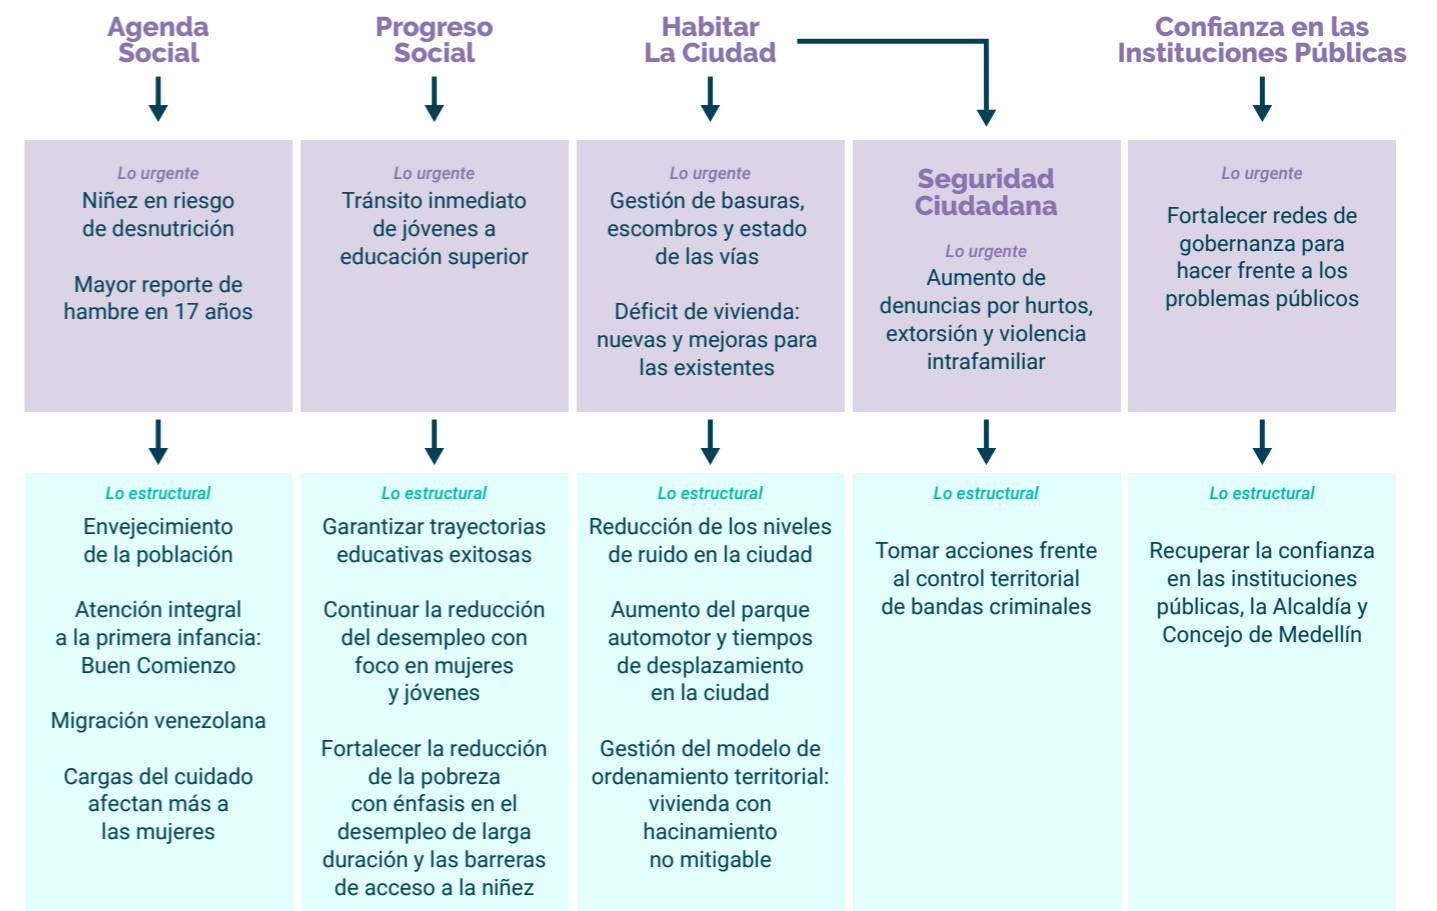 Agenda
Social
Lo urgente
Niñez en riesgo
de desnutrición
Mayor reporte de
hambre en 17 años
Lo estructural
Envejecimiento
de la población
Atención integral
a la primera infancia:
Buen Comienzo
Migración venezolana
Cargas del cuidado
afectan más a
las mujeres
Progreso
Social
Lo urgente
Tránsito inmediato
de jóvenes a
educación superior
Lo estructural
Garantizar trayectorias
educativas exitosas
Continuar la reducción
del desempleo con
foco en mujeres
y jóvenes
Fortalecer la reducción
de la pobreza
con énfasis en el
desempleo de larga
duración y las barreras
de acceso a la niñez
Habitar
La Ciudad
Lo urgente
Gestión de basuras,
escombros y estado
de las vías
Déficit de vivienda:
nuevas y mejoras para
las existentes
Lo estructural
Reducción de los niveles
de ruido en la ciudad
Aumento del parque
automotor y tiempos
de desplazamiento
en la ciudad
Gestión del modelo de
ordenamiento territorial:
vivienda con
hacinamiento
no mitigable
Seguridad
Ciudadana
Lo urgente
Aumento de
denuncias por hurtos,
extorsión y violencia
intrafamiliar
Lo estructural
Tomar acciones frente
al control territorial
de bandas criminales
Confianza en las
Instituciones Públicas
Lo urgente
Fortalecer redes de
gobernanza para
hacer frente a los
problemas públicos
Lo estructural
Recuperar la confianza
en las instituciones
públicas, la Alcaldía y
Concejo de Medellín